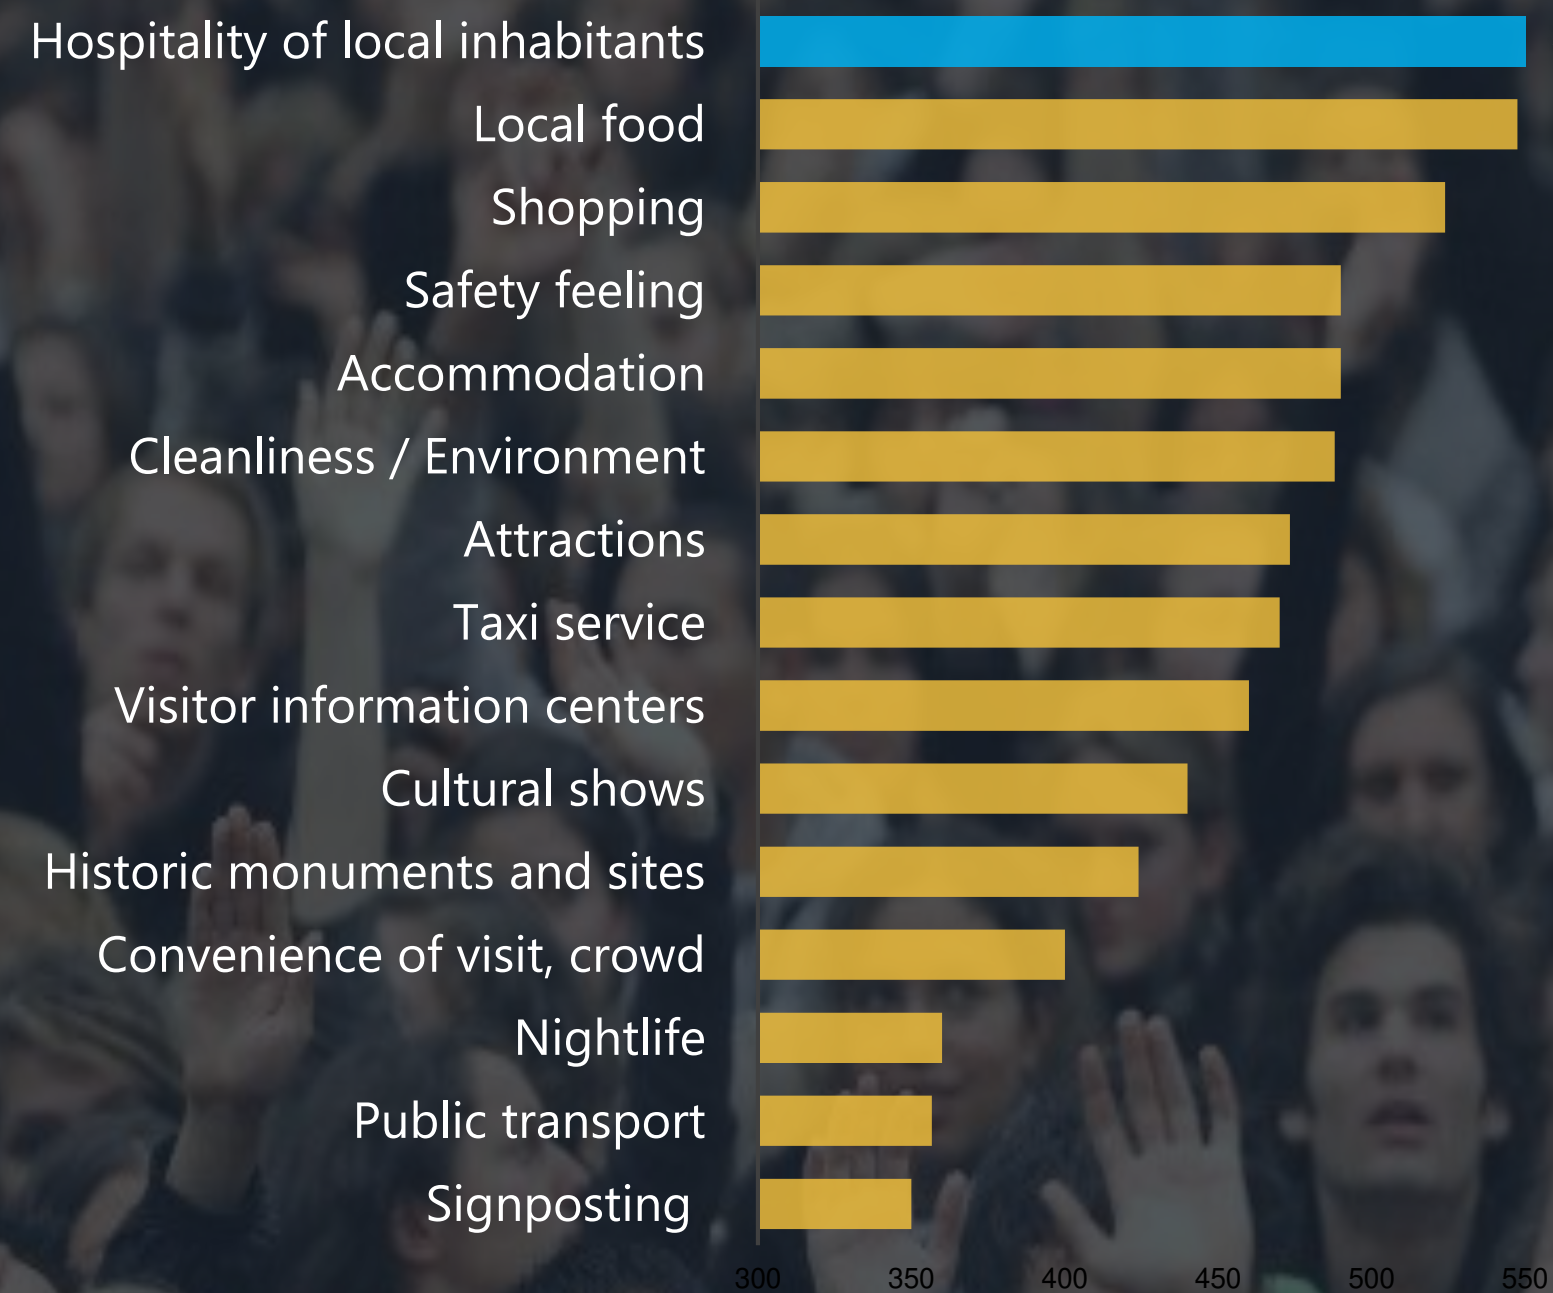 Hospitality of local inhabitants
Local food
Shopping
Safety feeling
Accommodation
Cleanliness / Environment
Attractions
Taxi service
Visitor information centers
Cultural shows
Historic monuments and sites
Convenience of visit, crowd
Nightlife
Public transport
Signposting
300 350 400 450 500 550